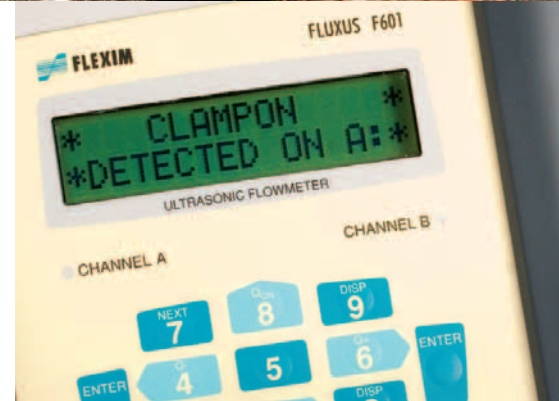 FLEXIM
FLUXUS F601
* CLAMPON *
*DETECTED ON A:*
ULTRASONIC FLOWMETER
CHANNEL A
CHANNEL B
NEXT
7
8
DISP
9
ENTER
4
5
6
ENTER
DISP